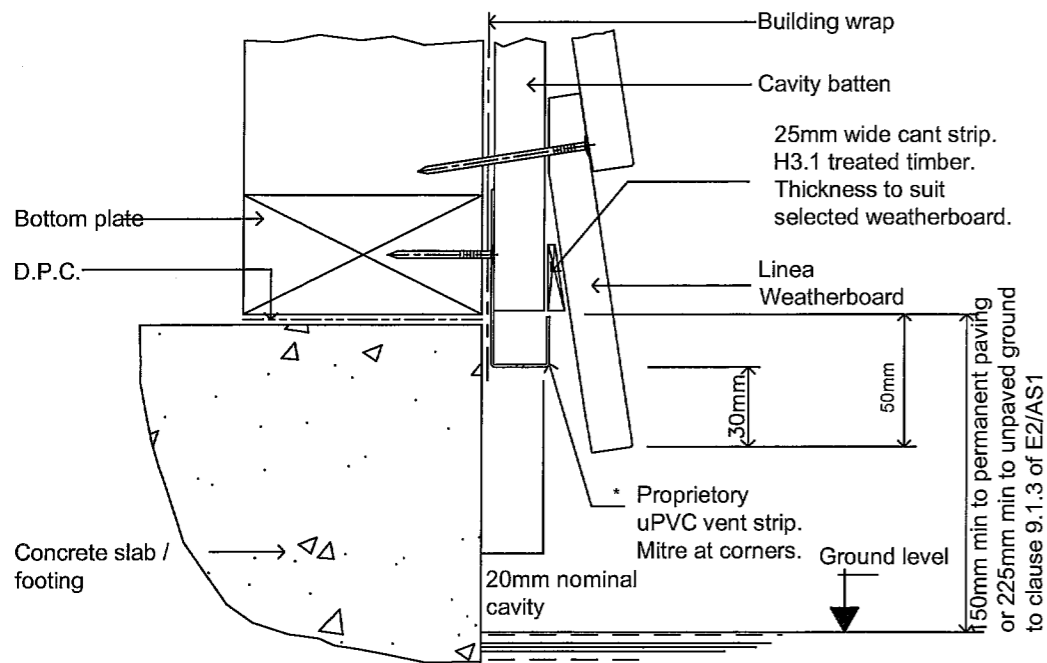 Building wrap
Cavity batten
25mm wide cant strip.
H3.1 treated timber.
Thickness to suit
selected weatherboard.
Bottom plate
D.P.C.
Linea
Weatherboard
50mm
30mm
150mm min to permanent paving
or 225mm min to unpaved ground
to clause 9.1.3 of E2/AS1
* Proprietory
uPVC vent strip.
Mitre at corners.
Concrete slab /
footing
20mm nominal
cavity
Ground level